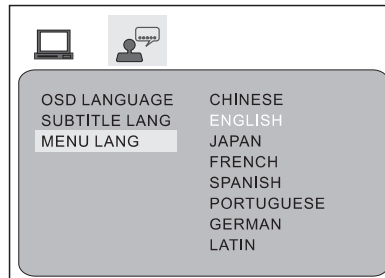 OSD LANGUAGE
SUBTITLE LANG
MENU LANG
CHINESE
ENGLISH
JAPAN
FRENCH
SPANISH
PORTUGUESE
GERMAN
LATIN